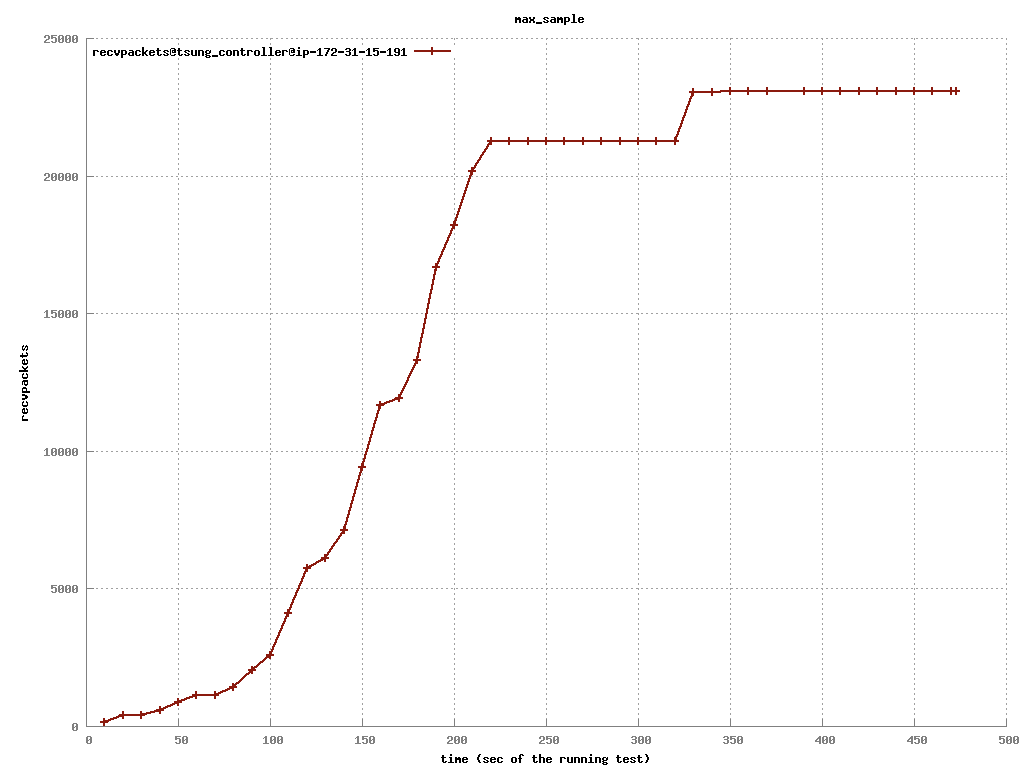 max_sample
25000
recvpackets@tsung_controller@ip-172-31-15-191
20000
15000
recvpackets
10000
5000
0
0 50 100 150 200 250 300 350 400 450 500
time (sec of the running test)